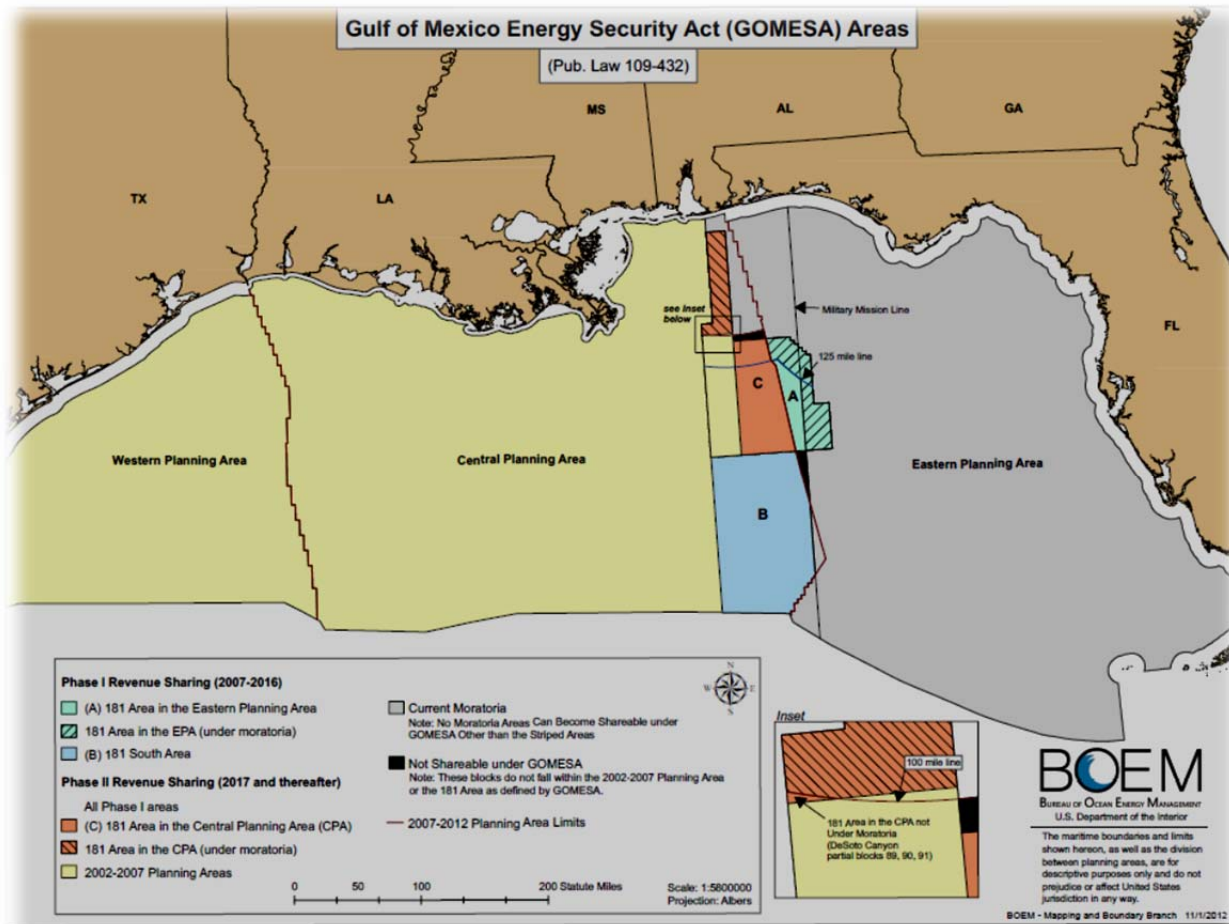 Gulf of Mexico Energy Security Act (GOMESA) Areas
(Pub. Law 109-432)
MS
AL
GA
TX
LA
FL
see Inset
below
Military Mission Line
125 mile line
C
A
B
Western Planning Area
Central Planning Area
Eastern Planning Area
Phase I Revenue Sharing (2007-2016)
(A) 181 Area in the Eastern Planning Area
181 Area in the EPA (under moratoria)
(B) 181 South Area
Phase II Revenue Sharing (2017 and thereafter)
All Phase I areas
(C) 181 Area in the Central Planning Area (CPA)
181 Area in the CPA (under moratoria)
2002-2007 Planning Areas
Current Moratoria
Note: No Moratoria Areas Can Become Shareable under
GOMESA Other than the Striped Areas
Not Shareable under GOMESA
Note: These blocks do not fall within the 2002-2007 Planning Area
or the 181 Area as defined by GOMESA.
2007-2012 Planning Area Limits
N
W
E
S
0 50 100 200 Statute Miles
Scale: 1:5800000
Projection: Albers
Inset
100 mile line
181 Area in the CPA not
Under Moratoria
(DeSoto Canyon
partial blocks 89, 90, 91)
BOEM
BUREAU OF OCEAN ENERGY MANAGEMENT
U.S. Department of the Interior
The maritime boundaries and limits
shown hereon, as well as the division
between planning areas, are for
descriptive purposes only and do not
prejudice or affect United States
jurisdiction in any way.
BOEM - Mapping and Boundary Branch 11/1/2012